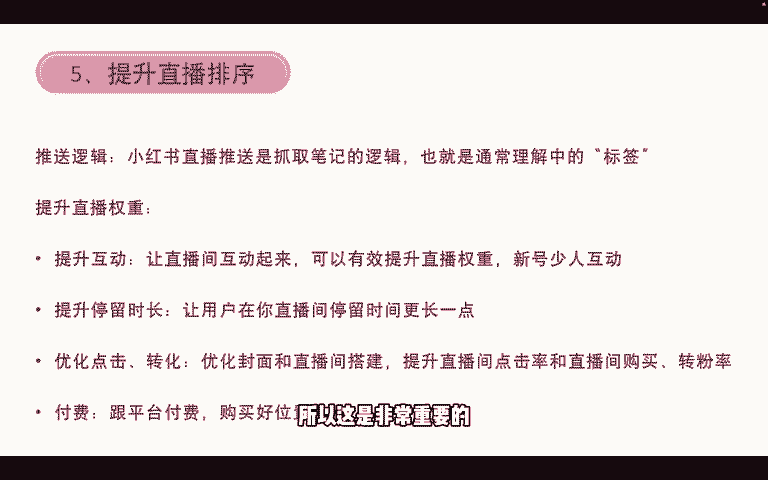 5、提升直播排序
推送逻辑：小红书直播推送是抓取笔记的逻辑，也就是通常理解中的“标签”
提升直播权重：
• 提升互动：让直播间互动起来，可以有效提升直播权重，新号少人互动
• 提升停留时长：让用户在你直播间停留时间更长一点
• 优化点击、转化：优化封面和直播间搭建，提升直播间点击率和直播间购买、转粉率
• 付费：跟平台付费，购买好位
所以这是非常重要的